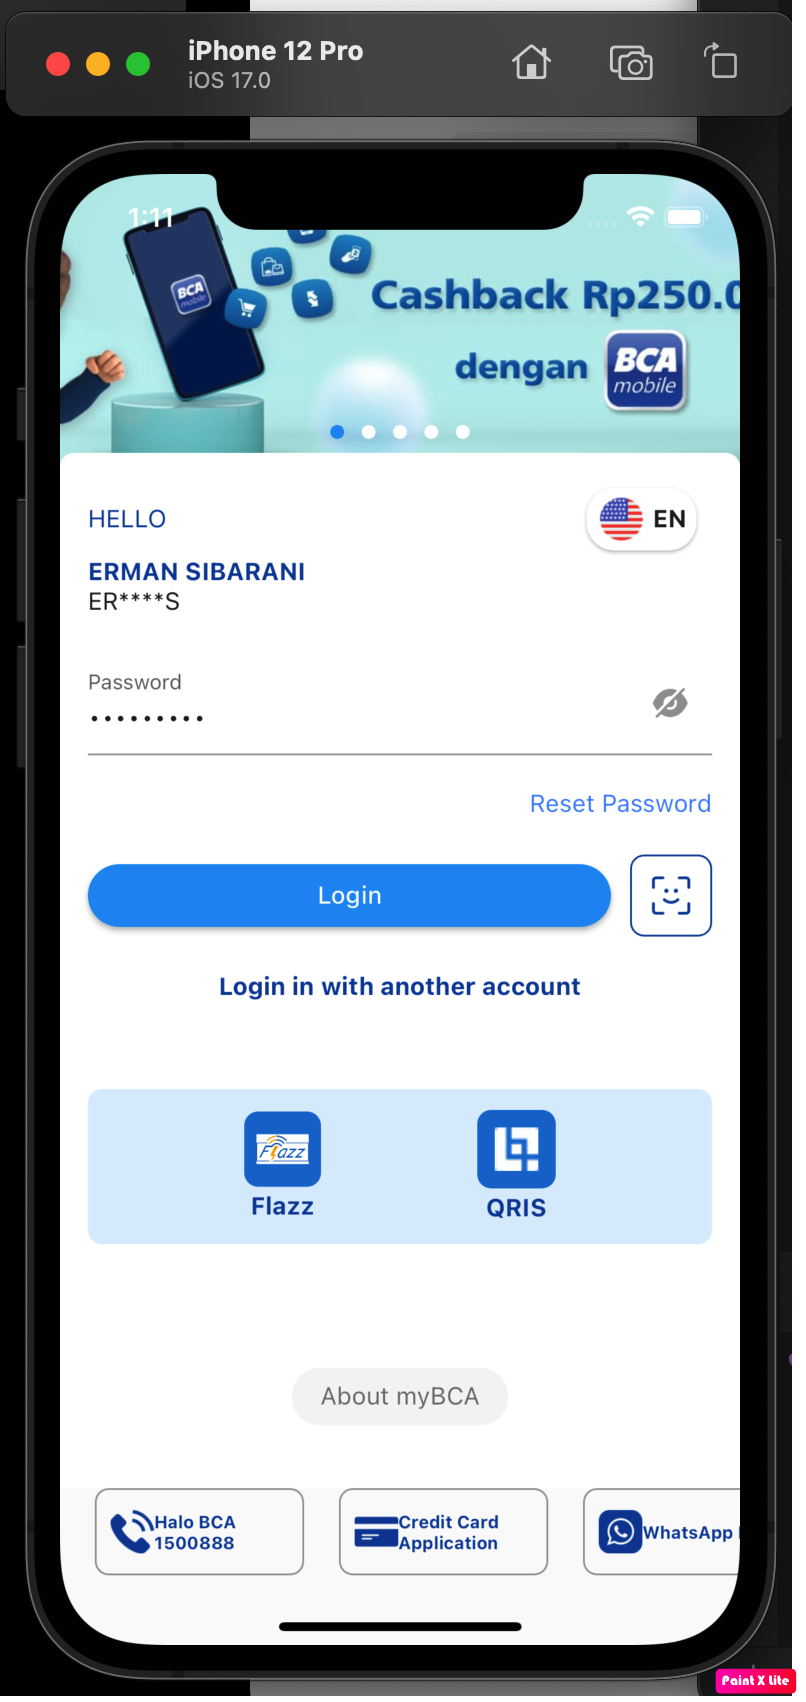 iPhone 12 Pro
iOS 17.0
1:11
BCA
mobile
Cashback Rp250.0
dengan BCA
mobile
HELLO
EN
ERMAN SIBARANI
ER****S
Password
•••••••••
Reset Password
Login
Login in with another account
Flazz
Flazz
QRIS
About myBCA
Halo BCA
1500888
Credit Card
Application
WhatsApp
Paint X Lite